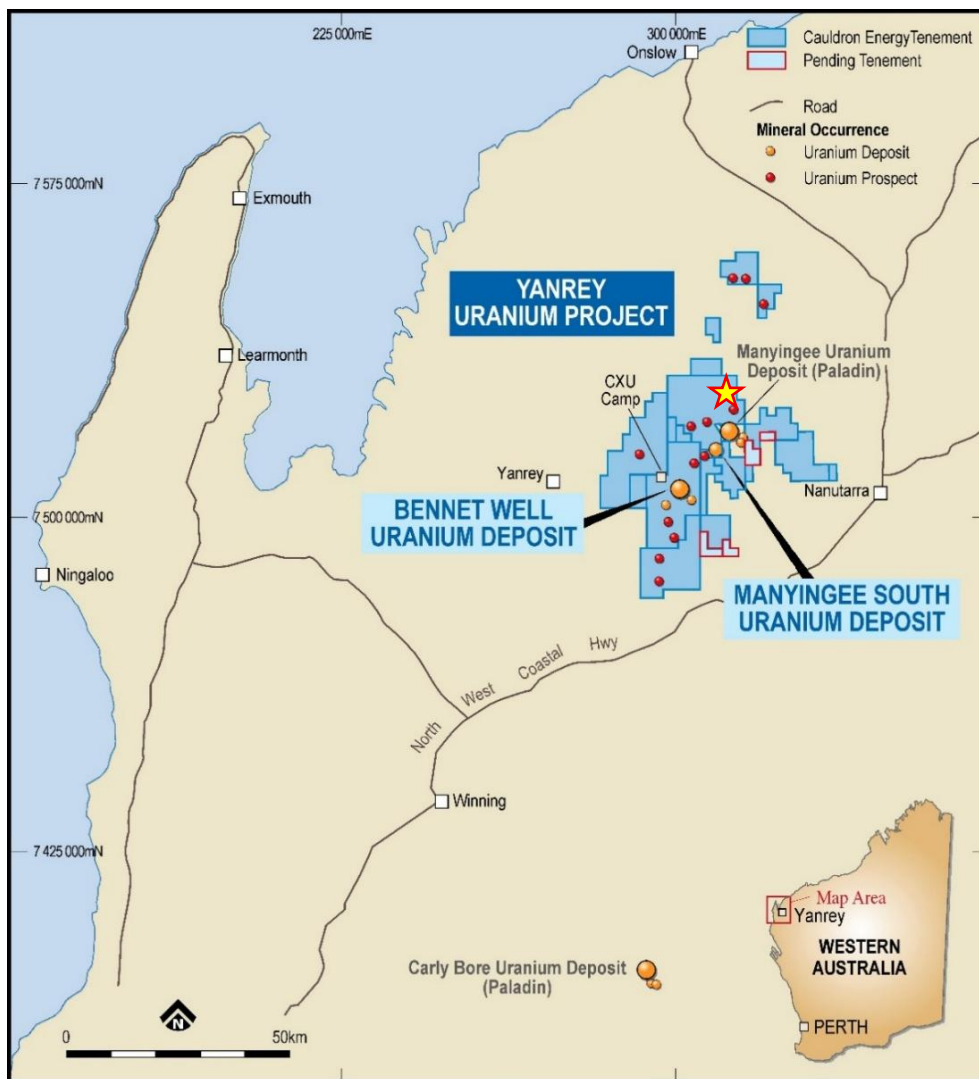 225 000mE
300 000mE
Onslow
Cauldron EnergyTenement
Pending Tenement
Road
Mineral Occurrence
Uranium Deposit
Uranium Prospect
7 575 000mN
Exmouth
YANREY
URANIUM PROJECT
Learmonth
Manyingee Uranium
Deposit (Paladin)
CXU
Camp
Yanrey
Nanutarra
BENNET WELL
URANIUM DEPOSIT
7 500 000mN
Ningaloo
MANYINGEE SOUTH
URANIUM DEPOSIT
North West Coastal Hwy
Winning
7 425 000mN
Map Area
Yanrey
WESTERN
AUSTRALIA
PERTH
Carly Bore Uranium Deposit
(Paladin)
N
0
50km